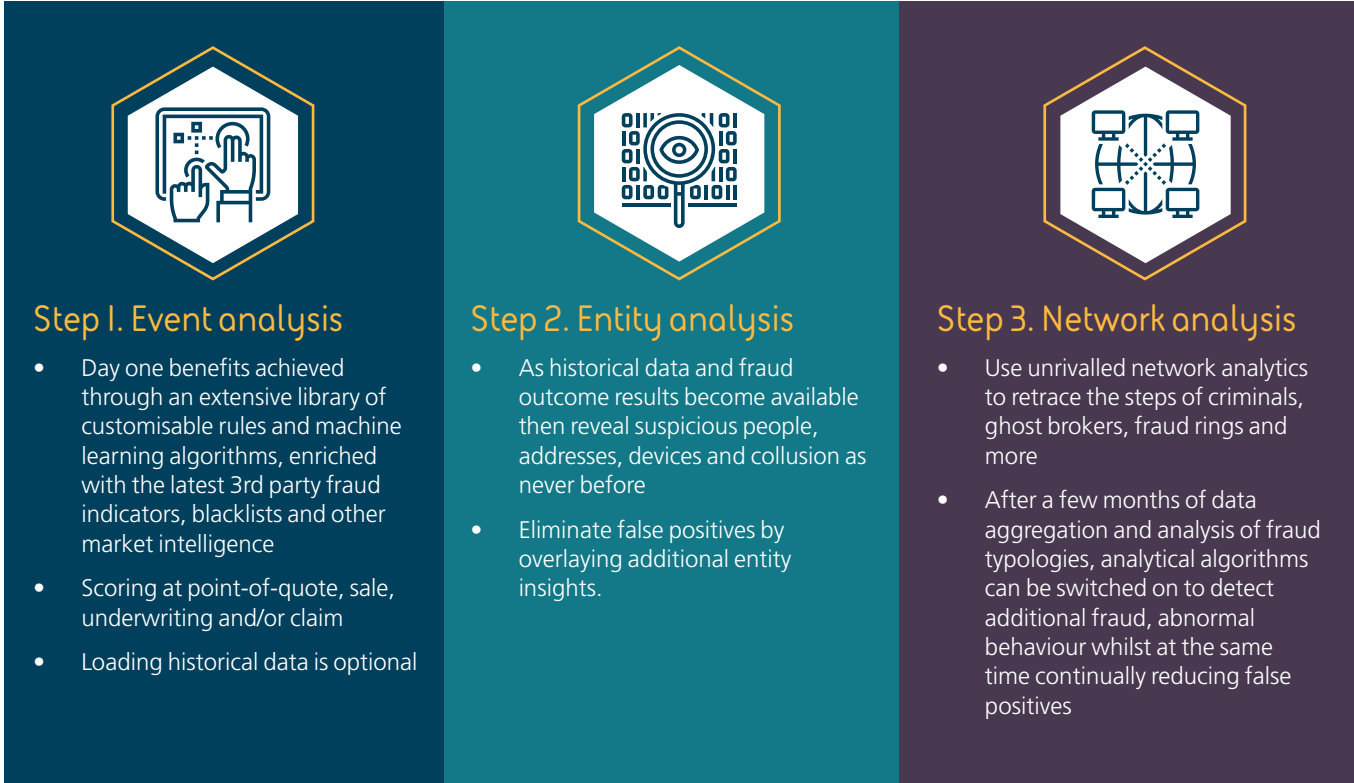 Step 1. Event analysis
• Day one benefits achieved
through an extensive library of
customisable rules and machine
learning algorithms, enriched
with the latest 3rd party fraud
indicators, blacklists and other
market intelligence
• Scoring at point-of-quote, sale,
underwriting and/or claim
• Loading historical data is optional
Step 2. Entity analysis
• As historical data and fraud
outcome results become available
then reveal suspicious people,
addresses, devices and collusion as
never before
• Eliminate false positives by
overlaying additional entity
insights.
Step 3. Network analysis
• Use unrivalled network analytics
to retrace the steps of criminals,
ghost brokers, fraud rings and
more
• After a few months of data
aggregation and analysis of fraud
typologies, analytical algorithms
can be switched on to detect
additional fraud, abnormal
behaviour whilst at the same
time continually reducing false
positives